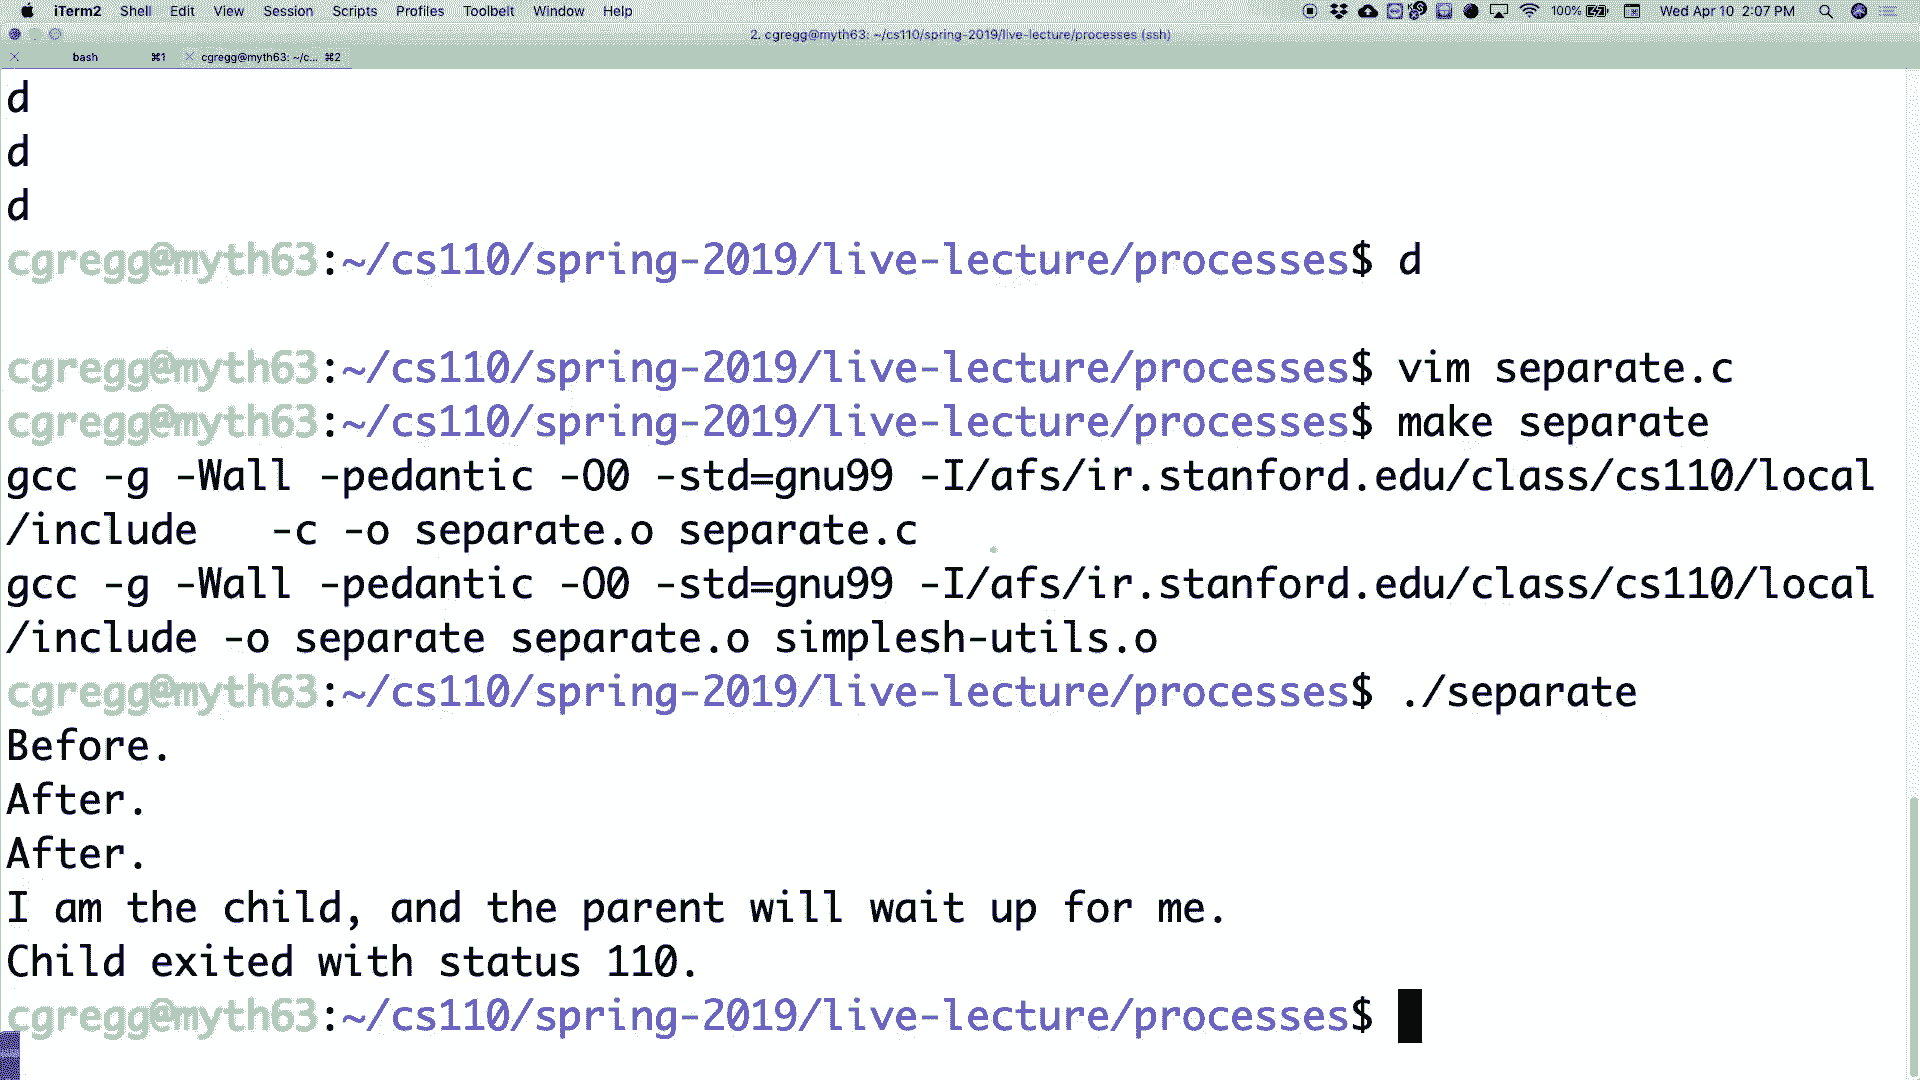 iTerm2 Shell Edit View Session Scripts Profiles Toolbelt Window Help 100% Wed Apr 10 2:07 PM
2. cgregg@myth63: ~/cs110/spring-2019/live-lecture/processes (ssh)
bash ⌘1 cgregg@myth63: ~/c... ⌘2
d
d
d
cgregg@myth63:~/cs110/spring-2019/live-lecture/processes$ d
cgregg@myth63:~/cs110/spring-2019/live-lecture/processes$ vim separate.c
cgregg@myth63:~/cs110/spring-2019/live-lecture/processes$ make separate
gcc -g -Wall -pedantic -O0 -std=gnu99 -I/afs/ir.stanford.edu/class/cs110/local
/include   -c -o separate.o separate.c
gcc -g -Wall -pedantic -O0 -std=gnu99 -I/afs/ir.stanford.edu/class/cs110/local
/include -o separate separate.o simplesh-utils.o
cgregg@myth63:~/cs110/spring-2019/live-lecture/processes$ ./separate
Before.
After.
After.
I am the child, and the parent will wait up for me.
Child exited with status 110.
cgregg@myth63:~/cs110/spring-2019/live-lecture/processes$